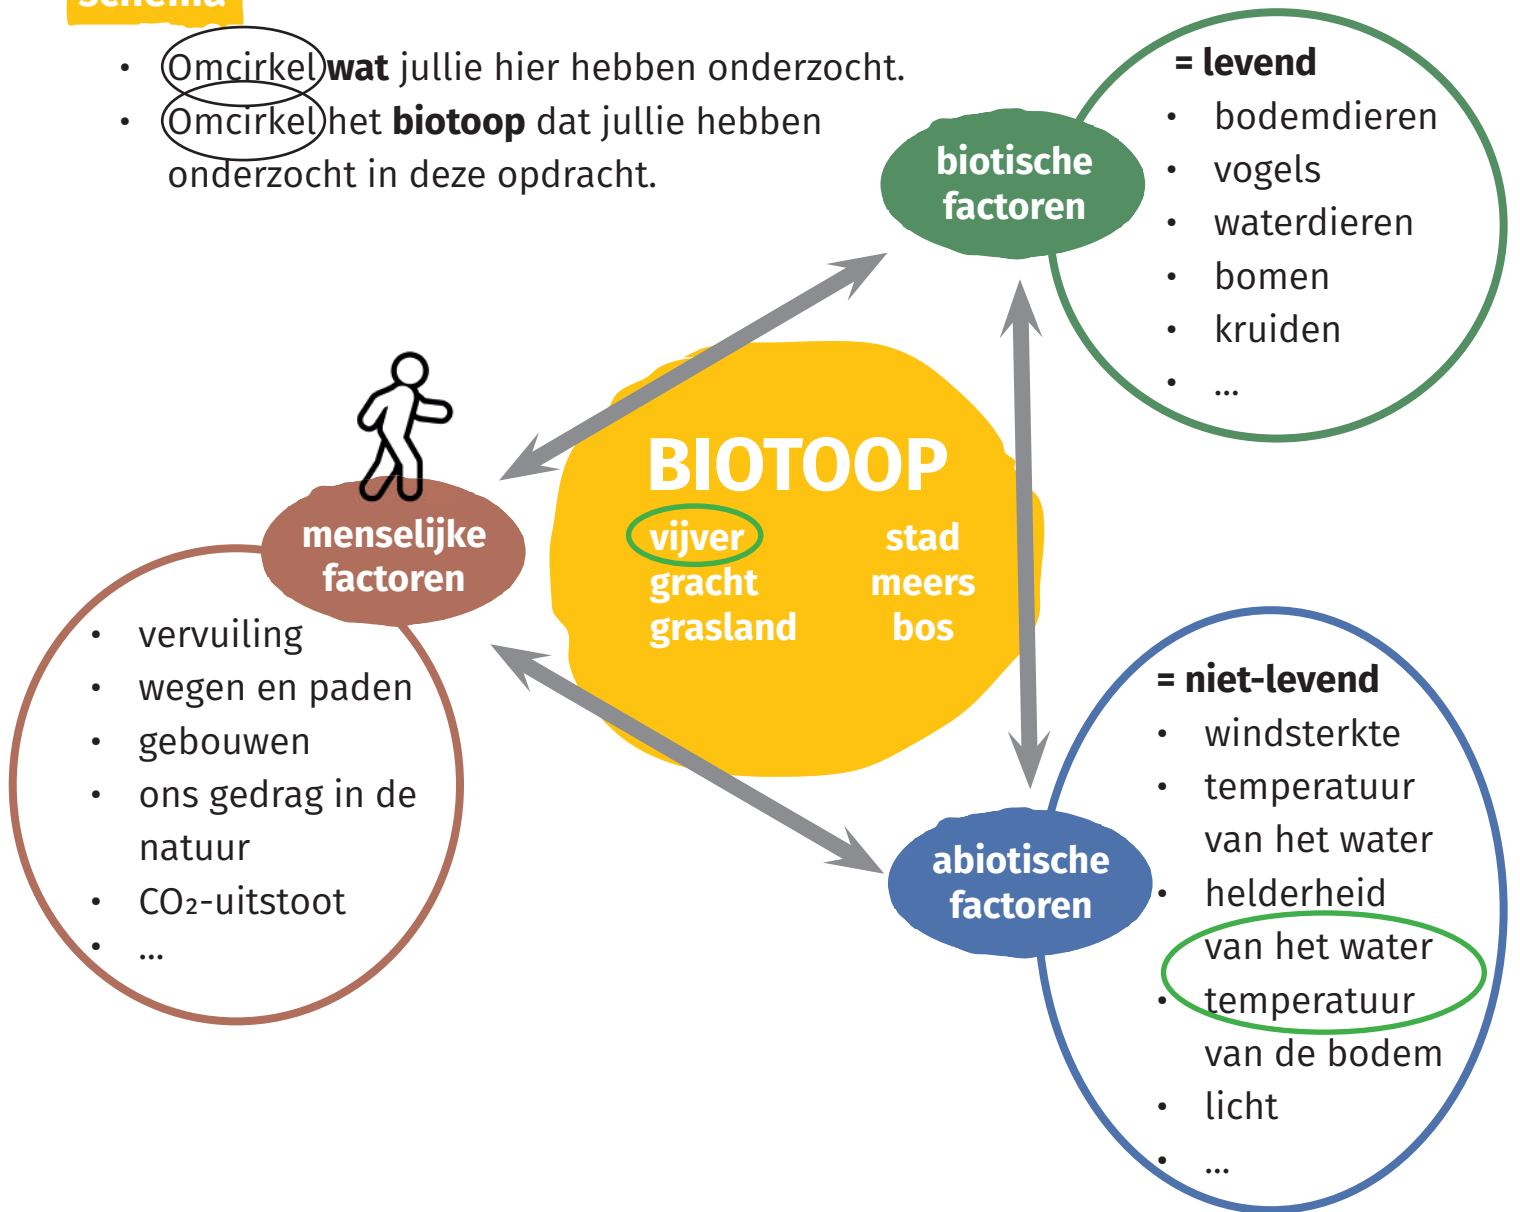 schema
• Omcirkel wat jullie hier hebben onderzocht.
• Omcirkel het biotoop dat jullie hebben
onderzocht in deze opdracht.
biotische
factoren
= levend
• bodemdieren
• vogels
• waterdieren
• bomen
• kruiden
• ...
BIOTOOP
vijver
gracht
grasland
stad
meers
bos
menselijke
factoren
• vervuiling
• wegen en paden
• gebouwen
• ons gedrag in de
natuur
• CO₂-uitstoot
• ...
abiotische
factoren
= niet-levend
• windsterkte
• temperatuur
van het water
• helderheid
van het water
• temperatuur
van de bodem
• licht
• ...